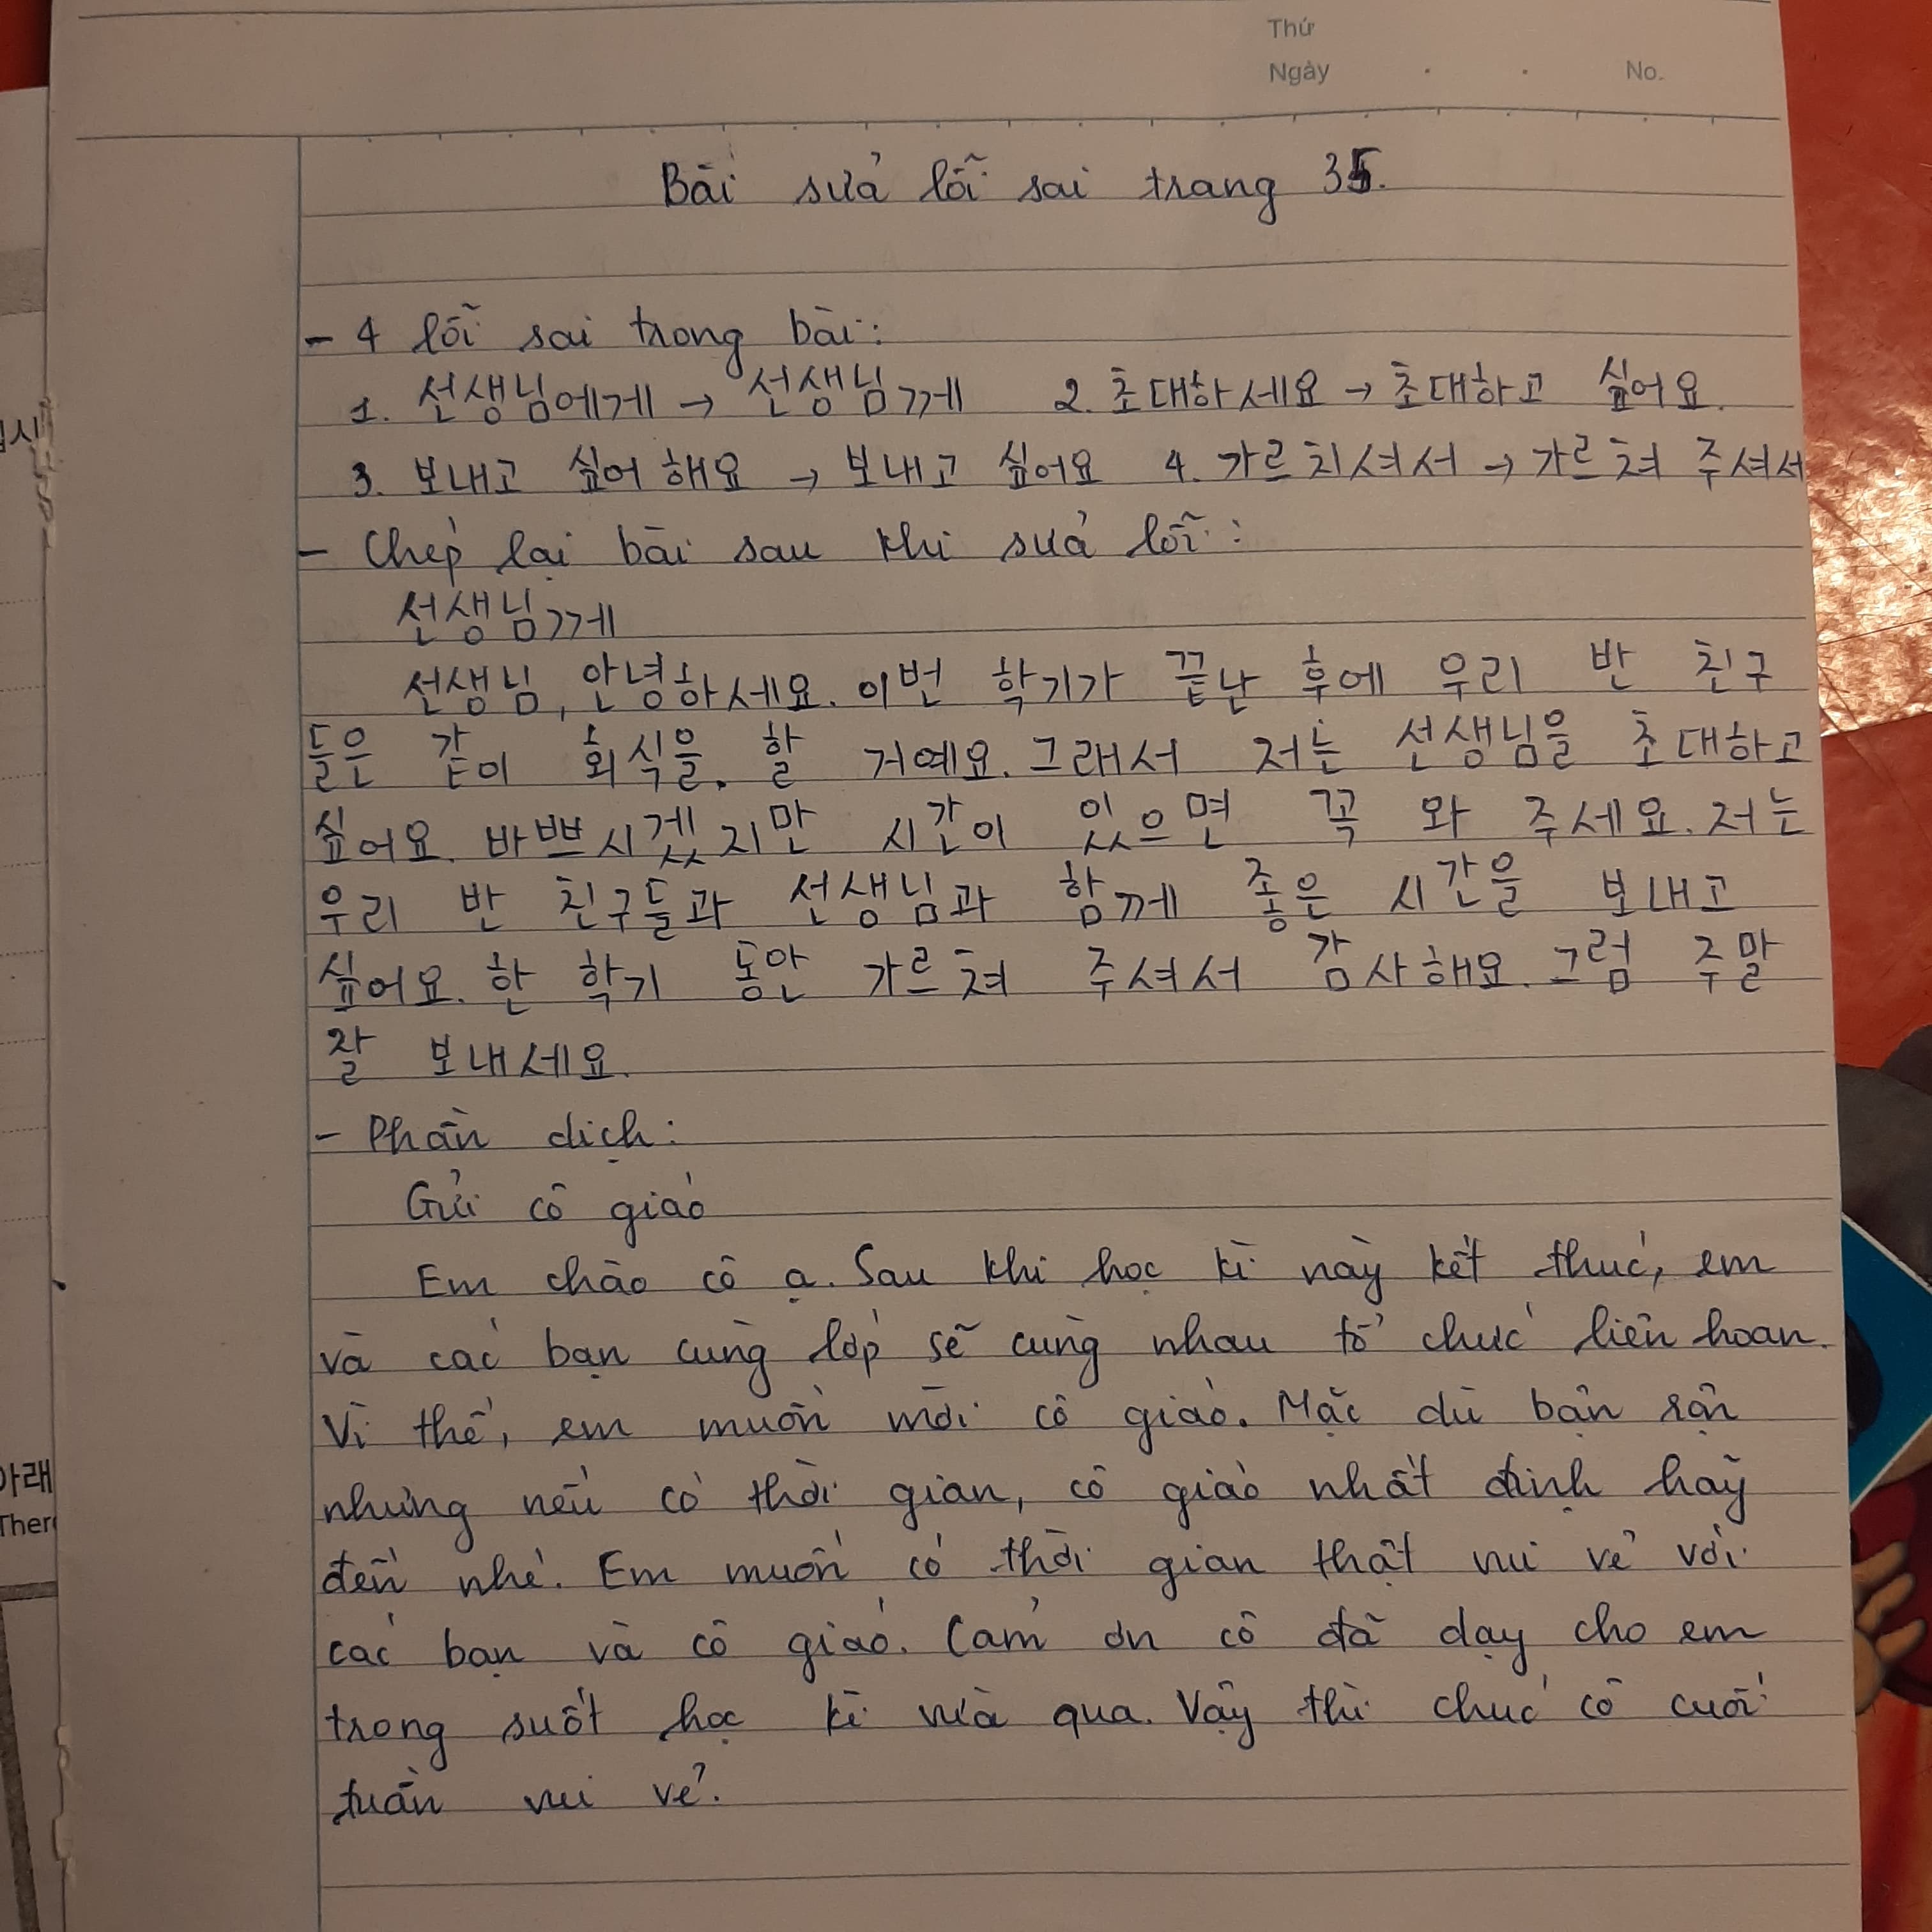 Thứ
Ngày . . No.
Bài sửa lỗi sai trang 35.
- 4 lỗi sai trong bài:
1. 선생님에게 → 선생님께 2. 초대하세요 → 초대하고 싶어요.
3. 보내고 싶어 해요 → 보내고 싶어요 4. 가르치셔서 → 가르쳐 주셔서
- Chép lại bài sau khi sửa lỗi:
선생님께
선생님, 안녕하세요. 이번 학기가 끝난 후에 우리 반 친구
들은 같이 회식을. 할 거예요. 그래서 저는 선생님을 초대하고
싶어요. 바쁘시겠지만 시간이 있으면 꼭 와 주세요. 저는
우리 반 친구들과 선생님과 함께 좋은 시간을 보내고
싶어요. 한 학기 동안 가르쳐 주셔서 감사해요. 그럼 주말
잘 보내세요.
- Phần dịch:
Gửi cô giáo
Em chào cô ạ. Sau khi học kì này kết thúc, em
và các bạn cùng lớp sẽ cùng nhau tổ chức liên hoan.
Vì thế, em muốn mời cô giáo. Mặc dù bận rộn
nhưng nếu có thời gian, cô giáo nhất định hãy
đến nhé. Em muốn có thời gian thật vui vẻ với
các bạn và cô giáo. Cảm ơn cô đã dạy cho em
trong suốt học kì vừa qua. Vậy thì chúc cô cuối
tuần vui vẻ.
아래
Ther